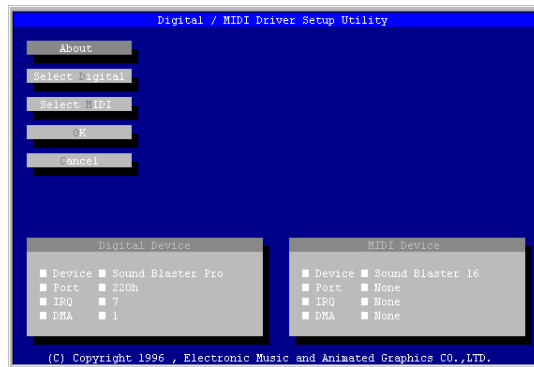 Digital / MIDI Driver Setup Utility
About
Select Digital
Select MIDI
OK
Cancel
Digital Device
Device Sound Blaster Pro
Port 220h
IRQ 7
DMA 1
MIDI Device
Device Sound Blaster 16
Port None
IRQ None
DMA None
(C) Copyright 1996 , Electronic Music and Animated Graphics CO.,LTD.